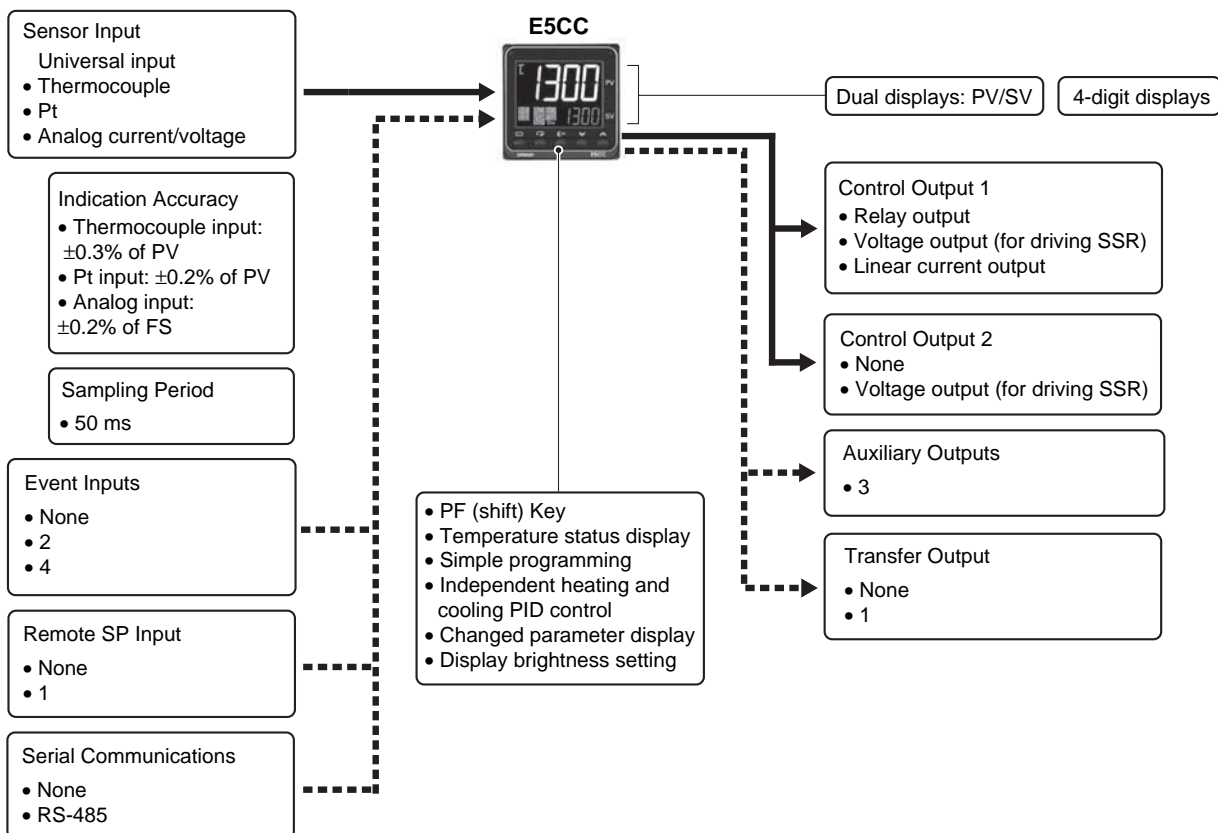 Sensor Input
Universal input
• Thermocouple
• Pt
• Analog current/voltage
Indication Accuracy
• Thermocouple input:
±0.3% of PV
• Pt input: ±0.2% of PV
• Analog input:
±0.2% of FS
Sampling Period
• 50 ms
Event Inputs
• None
• 2
• 4
Remote SP Input
• None
• 1
Serial Communications
• None
• RS-485
E5CC
1300
PV
1300
SV
OMRON
E5CC
• PF (shift) Key
• Temperature status display
• Simple programming
• Independent heating and
cooling PID control
• Changed parameter display
• Display brightness setting
Dual displays: PV/SV
4-digit displays
Control Output 1
• Relay output
• Voltage output (for driving SSR)
• Linear current output
Control Output 2
• None
• Voltage output (for driving SSR)
Auxiliary Outputs
• 3
Transfer Output
• None
• 1